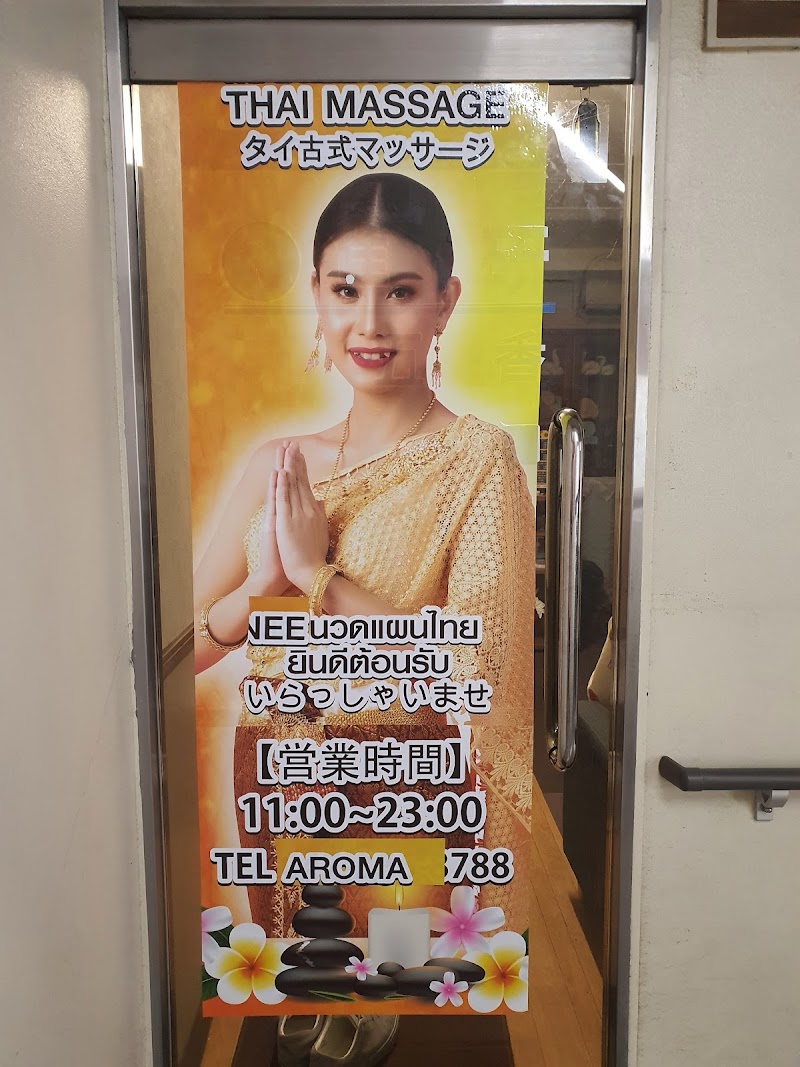 THAI MASSAGE
タイ古式マッサージ
香
NEEนวดแผนไทย
ยินดีต้อนรับ
いらっしゃいませ
【営業時間】
11:00~23:00
TEL AROMA 3788